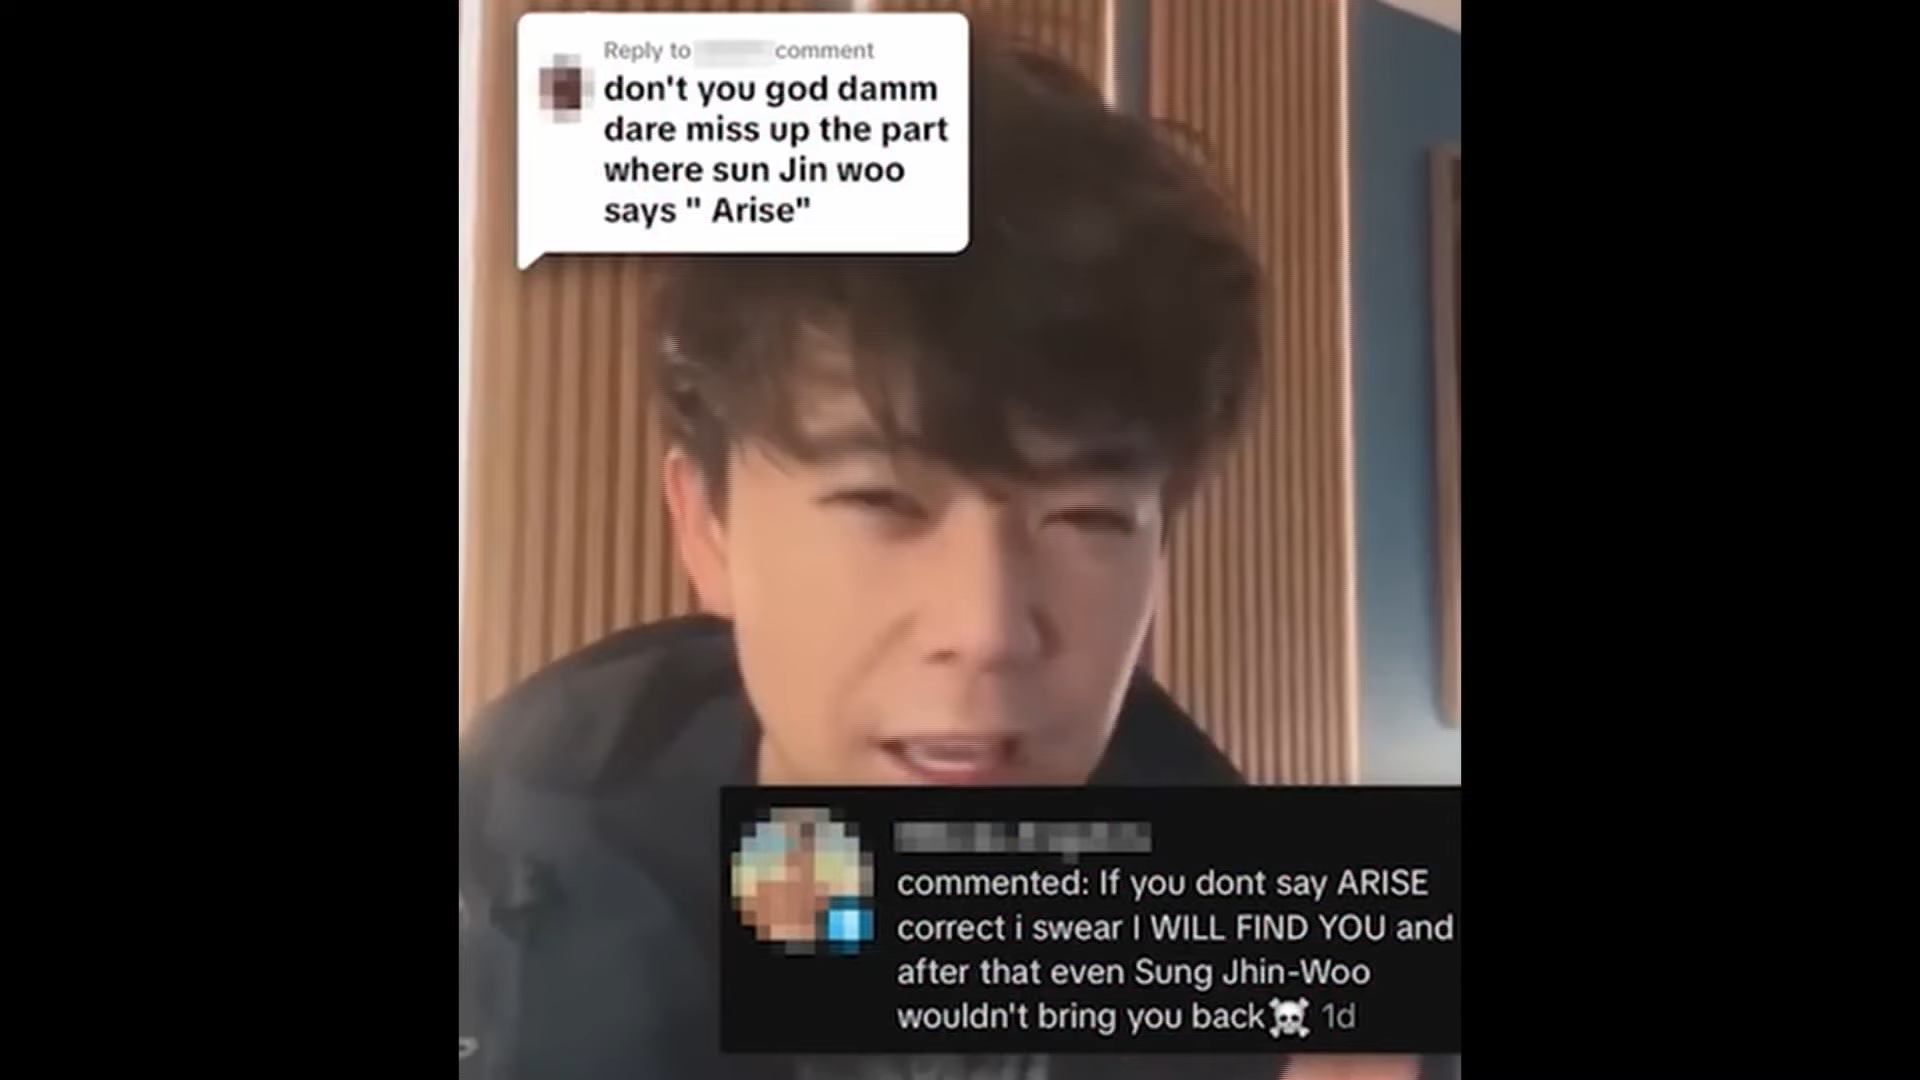 Reply to comment
don't you god damm
dare miss up the part
where sun Jin woo
says " Arise"
commented: If you dont say ARISE
correct i swear I WILL FIND YOU and
after that even Sung Jhin-Woo
wouldn't bring you back☠️ 1d